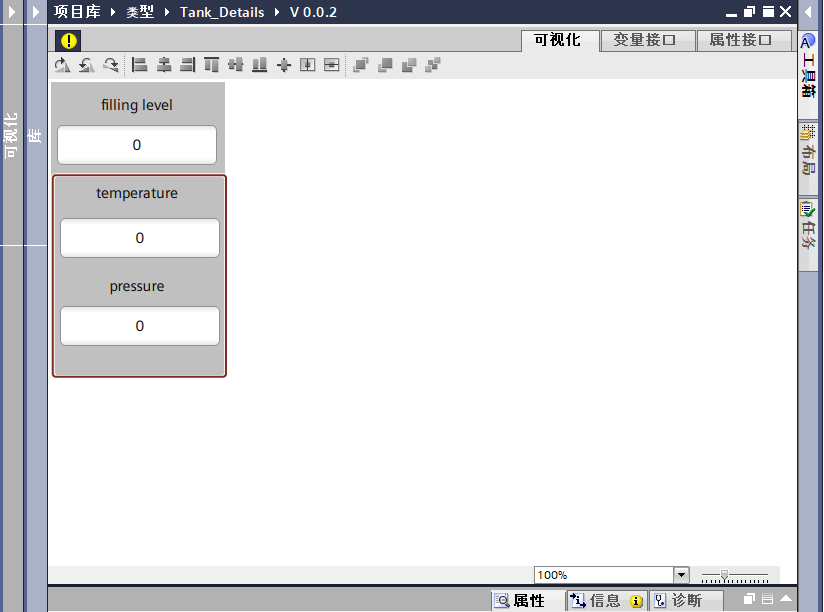 项目库 类型 Tank_Details V 0.0.2
可视化 变量接口 属性接口
可视化
库
filling level
0
temperature
0
pressure
0
工具箱
布局
任务
100%
属性 信息 诊断